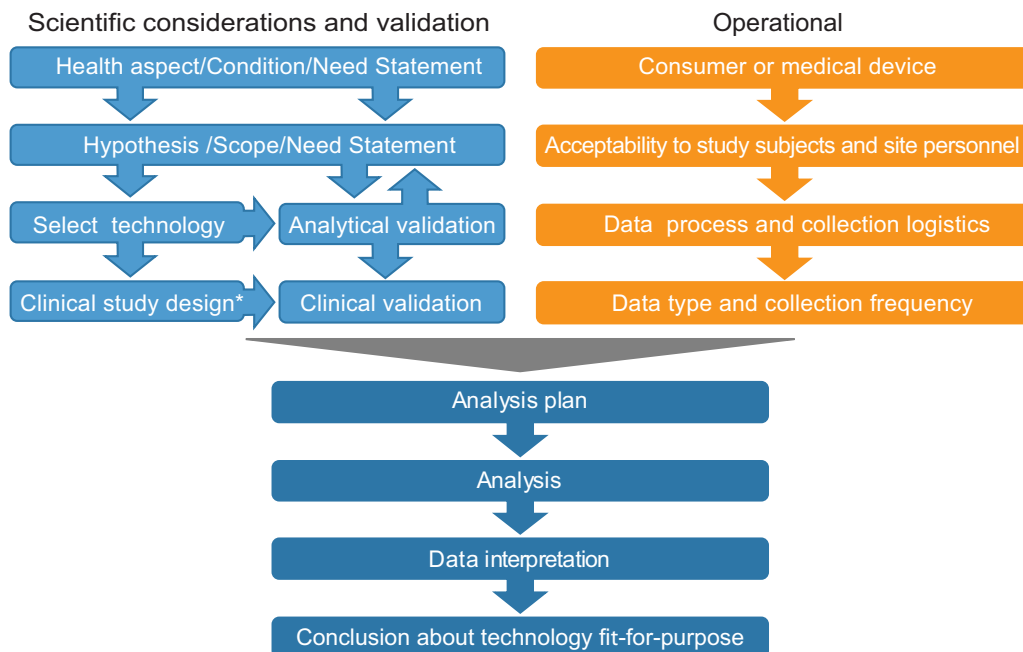 Scientific considerations and validation
Health aspect/Condition/Need Statement
Hypothesis /Scope/Need Statement
Select technology
Analytical validation
Clinical study design*
Clinical validation
Operational
Consumer or medical device
Acceptability to study subjects and site personnel
Data process and collection logistics
Data type and collection frequency
Analysis plan
Analysis
Data interpretation
Conclusion about technology fit-for-purpose